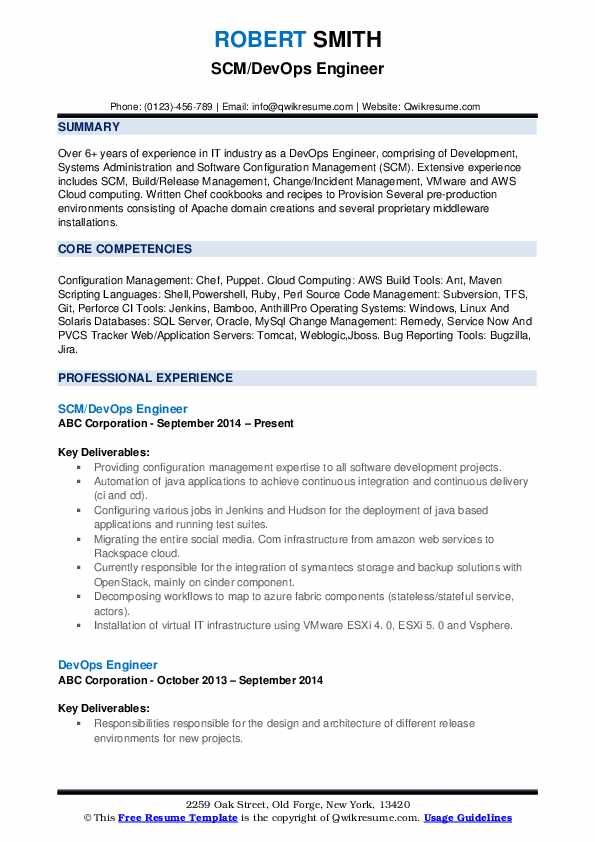 ROBERT SMITH
SCM/DevOps Engineer
Phone: (0123)-456-789 | Email: info@qwikresume.com | Website: Qwikresume.com
SUMMARY
Over 6+ years of experience in IT industry as a DevOps Engineer, comprising of Development,
Systems Administration and Software Configuration Management (SCM). Extensive experience
includes SCM, Build/Release Management, Change/Incident Management, VMware and AWS
Cloud computing. Written Chef cookbooks and recipes to Provision Several pre-production
environments consisting of Apache domain creations and several proprietary middleware
installations.
CORE COMPETENCIES
Configuration Management: Chef, Puppet. Cloud Computing: AWS Build Tools: Ant, Maven
Scripting Languages: Shell,Powershell, Ruby, Perl Source Code Management: Subversion, TFS,
Git, Perforce CI Tools: Jenkins, Bamboo, AnthillPro Operating Systems: Windows, Linux And
Solaris Databases: SQL Server, Oracle, MySql Change Management: Remedy, Service Now And
PVCS Tracker Web/Application Servers: Tomcat, Weblogic,Jboss. Bug Reporting Tools: Bugzilla,
Jira.
PROFESSIONAL EXPERIENCE
SCM/DevOps Engineer
ABC Corporation - September 2014 – Present
Key Deliverables:
▪ Providing configuration management expertise to all software development projects.
▪ Automation of java applications to achieve continuous integration and continuous delivery
(ci and cd).
▪ Configuring various jobs in Jenkins and Hudson for the deployment of java based
applications and running test suites.
▪ Migrating the entire social media. Com infrastructure from amazon web services to
Rackspace cloud.
▪ Currently responsible for the integration of symantecs storage and backup solutions with
OpenStack, mainly on cinder component.
▪ Decomposing workflows to map to azure fabric components (stateless/stateful service,
actors).
▪ Installation of virtual IT infrastructure using VMware ESXi 4. 0, ESXi 5. 0 and Vsphere.
DevOps Engineer
ABC Corporation - October 2013 – September 2014
Key Deliverables:
▪ Responsibilities responsible for the design and architecture of different release
environments for new projects.
2259 Oak Street, Old Forge, New York, 13420
© This Free Resume Template is the copyright of Qwikresume.com. Usage Guidelines